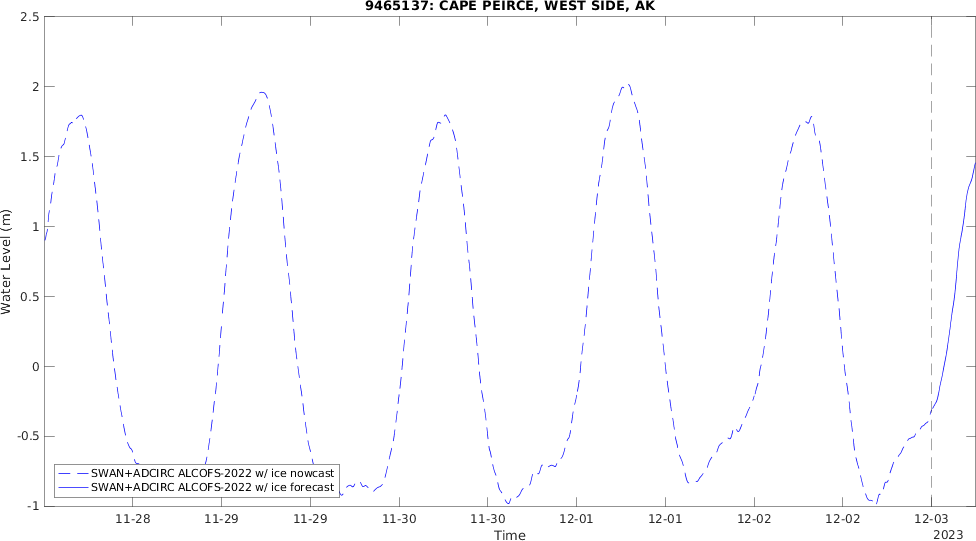 9465137: CAPE PEIRCE, WEST SIDE, AK
2.5
2
1.5
1
0.5
0
-0.5
-1
Water Level (m)
SWAN+ADCIRC ALCOFS-2022 w/ ice nowcast
SWAN+ADCIRC ALCOFS-2022 w/ ice forecast
11-28 11-29 11-29 11-30 11-30 12-01 12-01 12-02 12-02 12-03
Time
2023